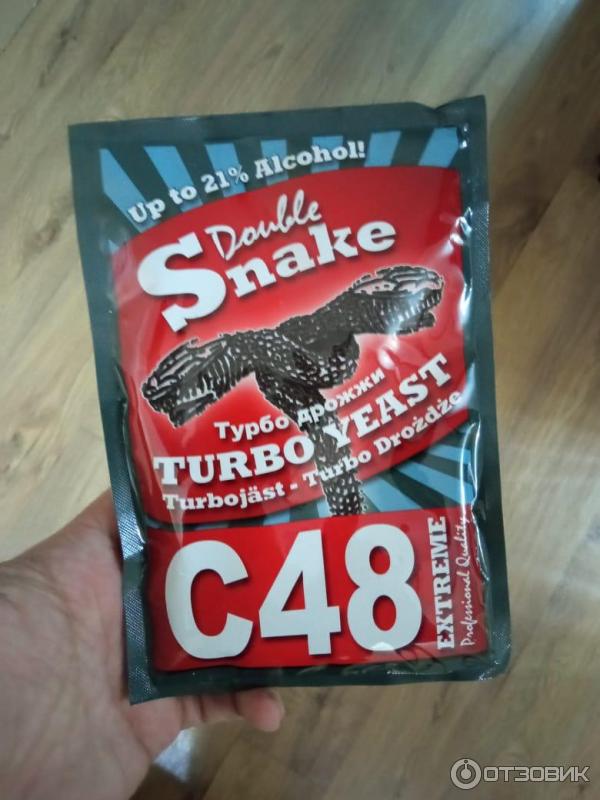 Up to 21% Alcohol!
Double
Snake
Турбо дрожжи
TURBO YEAST
Turbojäst - Turbo Drożdże
C48
EXTREME
Professional Quality
ОТЗОВИК